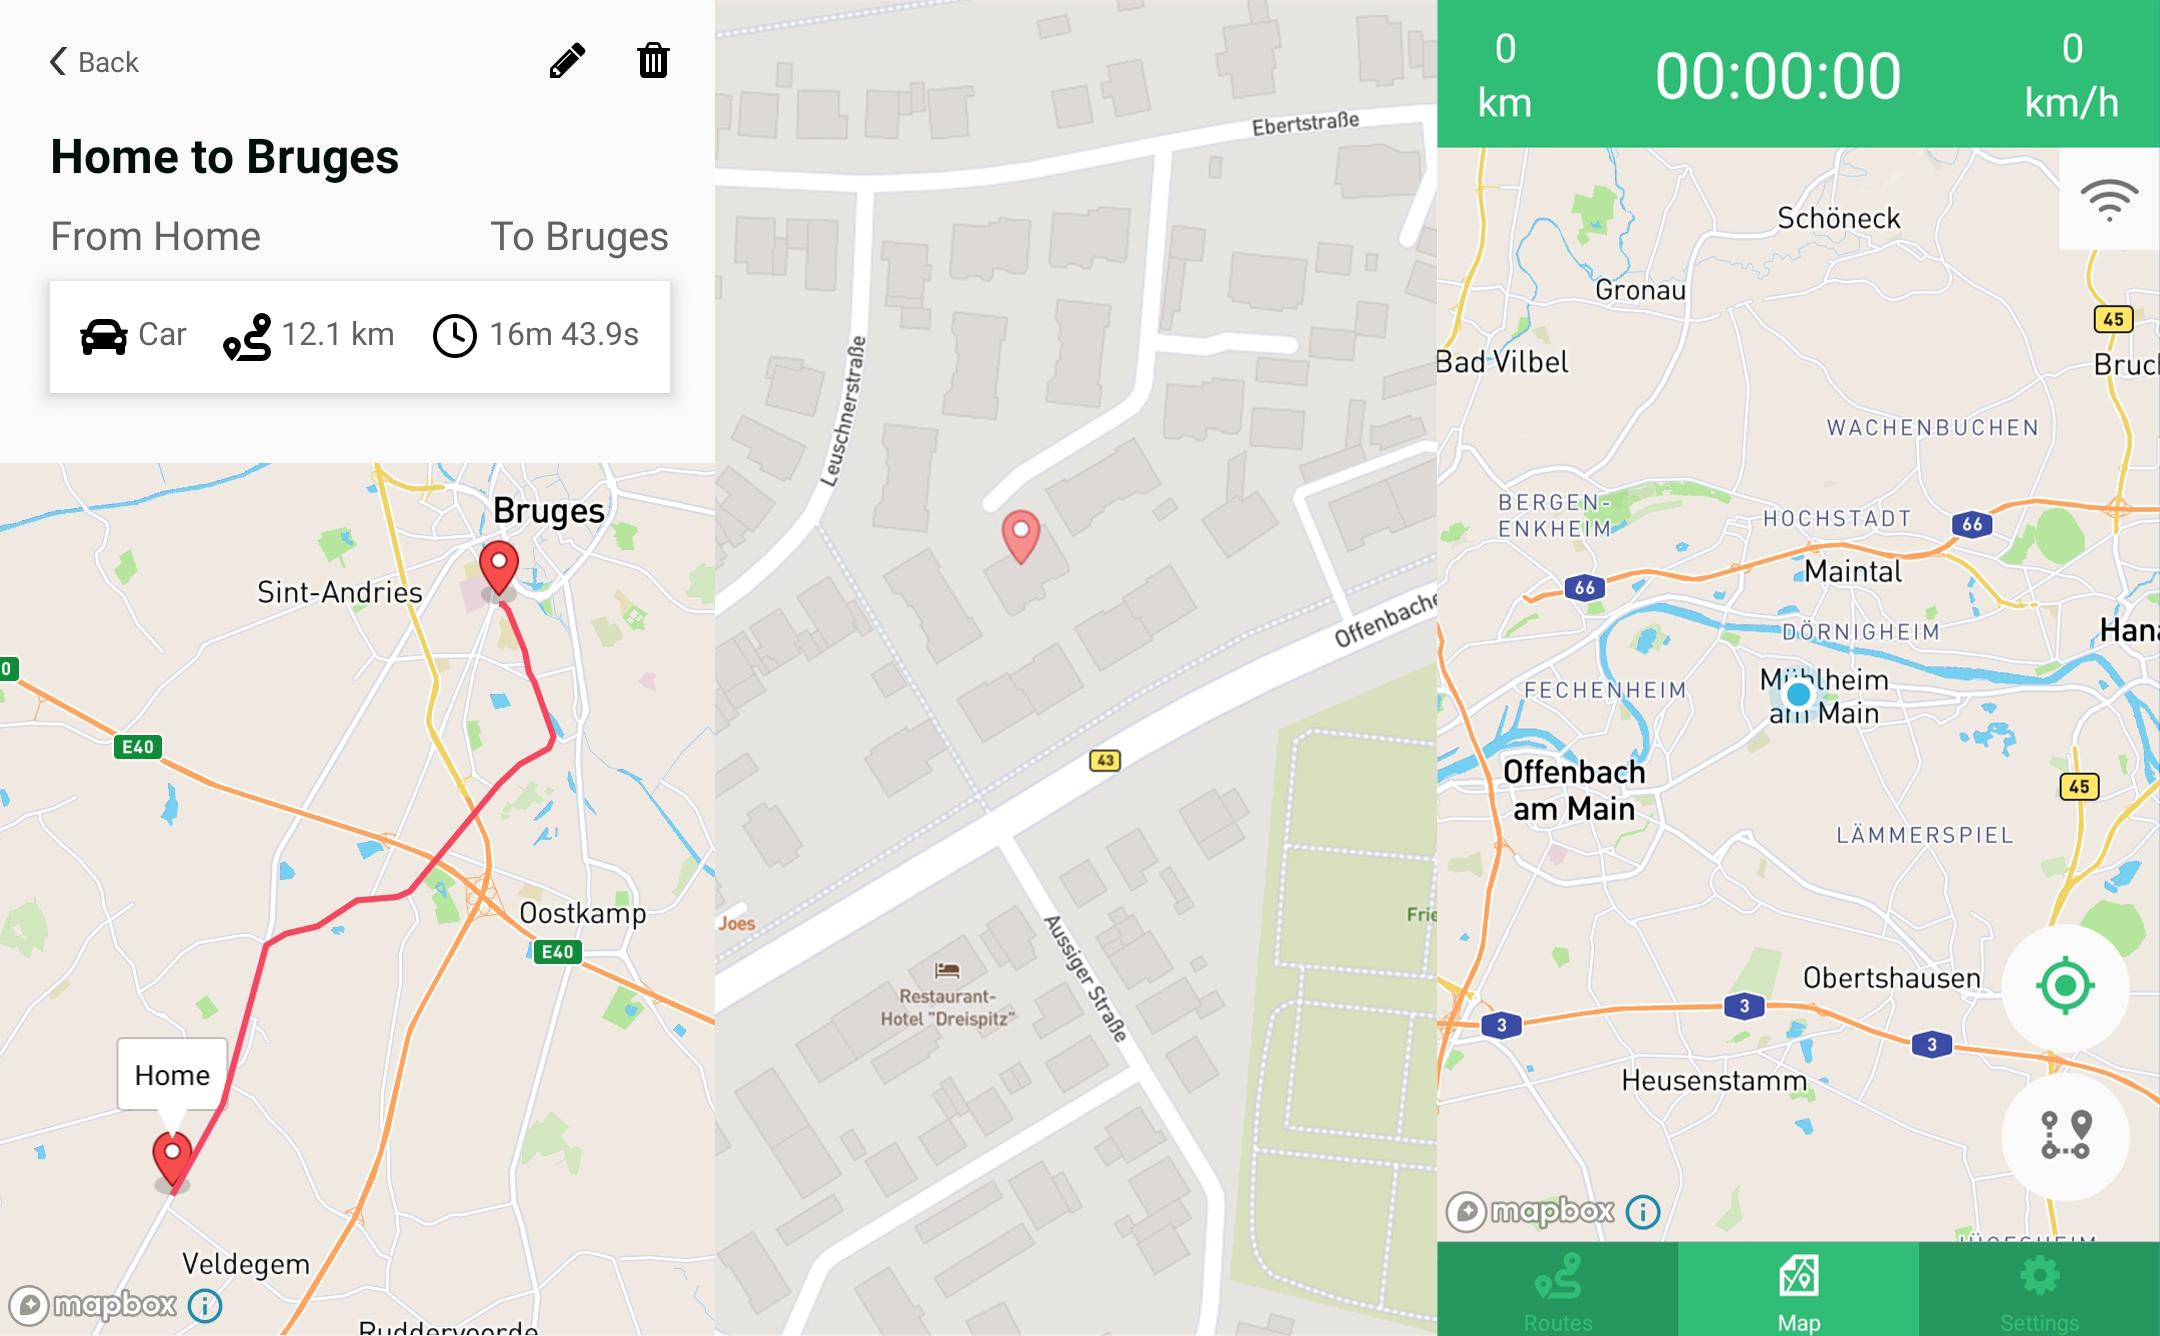 Back
Home to Bruges
From Home
To Bruges
Car
12.1 km
16m 43.9s
Bruges
Sint-Andries
0
E40
Oostkamp
E40
Home
Veldegem
mapbox
Ruddervoorde
Ebertstraße
Leuschnerstraße
Offenbache
43
Joes
Frie
Restaurant-
Hotel "Dreispitz"
Aussiger Straße
0
km
00:00:00
0
km/h
Schöneck
Gronau
45
Bad Vilbel
Bruc
WACHENBUCHEN
BERGEN-
ENKHEIM
HOCHSTADT
66
66
Maintal
DÖRNIGHEIM
Hana
FECHENHEIM
Mühlheim
am Main
Offenbach
am Main
45
LÄMMERSPIEL
Obertshausen
3
3
3
Heusenstamm
mapbox
Routes
Map
Settings